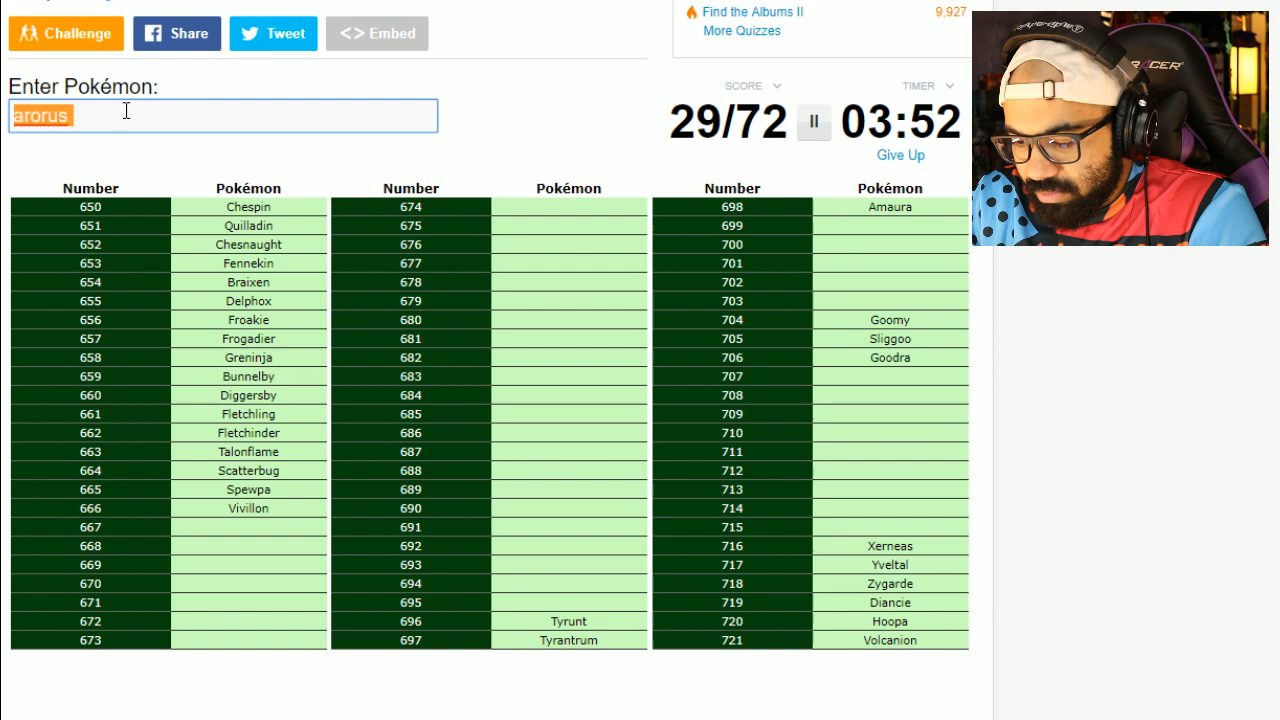 Find the Albums II 9,927
More Quizzes
Challenge Share Tweet <> Embed
Enter Pokémon:
arorus
SCORE TIMER
29/72 II 03:52
Give Up
Number Pokémon Number Pokémon Number Pokémon
650 Chespin 674 698 Amaura
651 Quilladin 675 699
652 Chesnaught 676 700
653 Fennekin 677 701
654 Braixen 678 702
655 Delphox 679 703
656 Froakie 680 704 Goomy
657 Frogadier 681 705 Sliggoo
658 Greninja 682 706 Goodra
659 Bunnelby 683 707
660 Diggersby 684 708
661 Fletchling 685 709
662 Fletchinder 686 710
663 Talonflame 687 711
664 Scatterbug 688 712
665 Spewpa 689 713
666 Vivillon 690 714
667 691 715
668 692 716 Xerneas
669 693 717 Yveltal
670 694 718 Zygarde
671 695 719 Diancie
672 696 Tyrunt 720 Hoopa
673 697 Tyrantrum 721 Volcanion